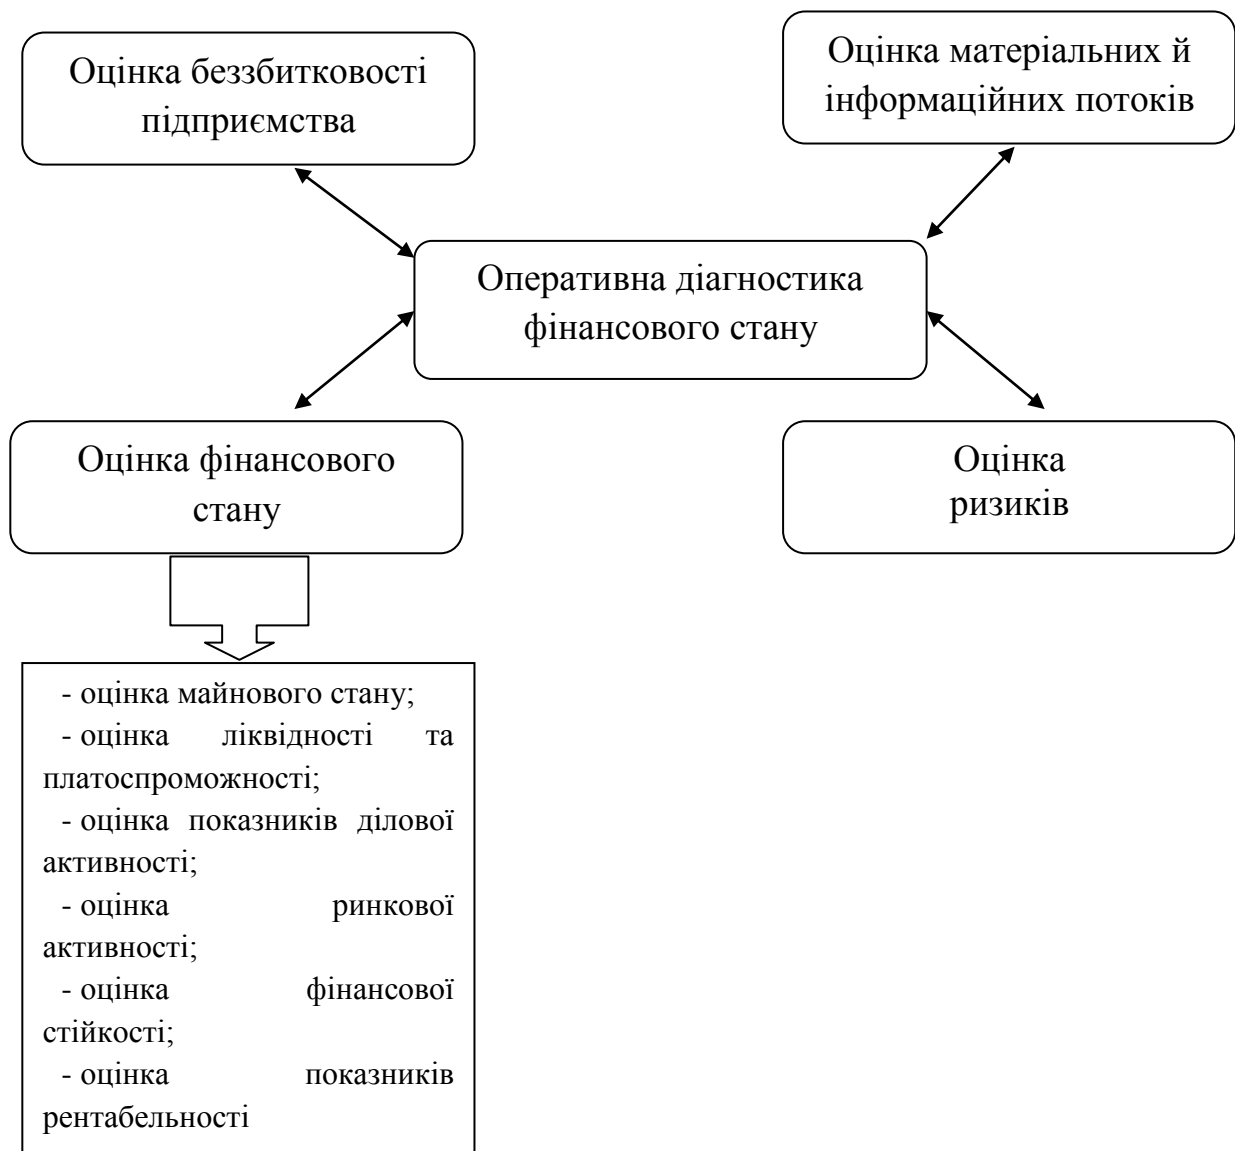 Оцінка беззбитковості
підприємства
Оцінка матеріальних й
інформаційних потоків
Оперативна діагностика
фінансового стану
Оцінка фінансового
стану
Оцінка
ризиків
- оцінка майнового стану;
- оцінка ліквідності та
платоспроможності;
- оцінка показників ділової
активності;
- оцінка ринкової
активності;
- оцінка фінансової
стійкості;
- оцінка показників
рентабельності